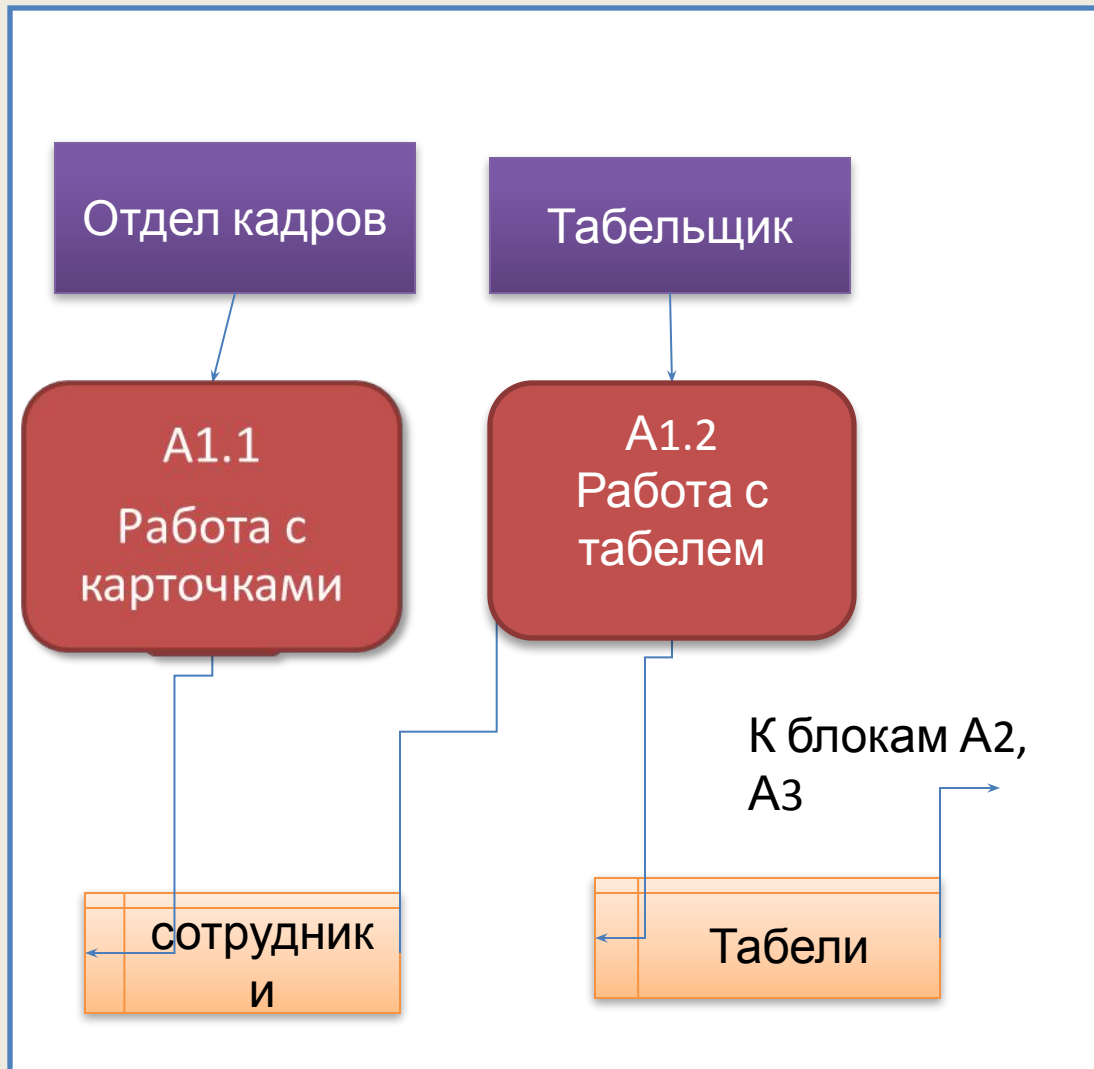 Отдел кадров
Табельщик
А1.1
Работа с
карточками
А1.2
Работа с
табелем
К блокам А2,
А3
сотрудник
и
Табели